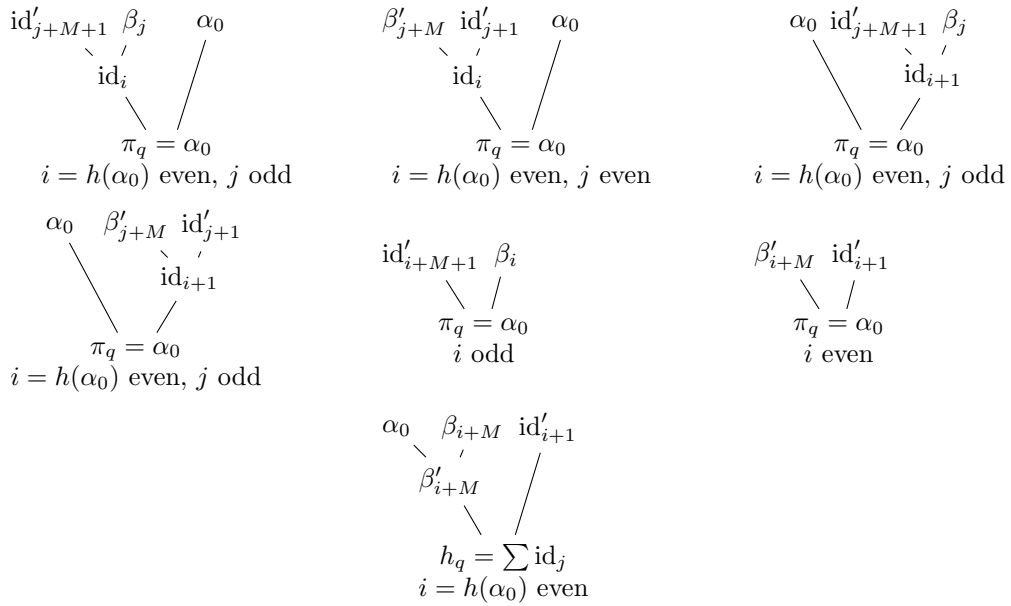 id′_{j+M+1} β_j α_0
id_i
π_q = α_0
i = h(α_0) even, j odd
β′_{j+M} id′_{j+1} α_0
id_i
π_q = α_0
i = h(α_0) even, j even
α_0 id′_{j+M+1} β_j
id_{i+1}
π_q = α_0
i = h(α_0) even, j odd
α_0 β′_{j+M} id′_{j+1}
id_{i+1}
π_q = α_0
i = h(α_0) even, j odd
id′_{i+M+1} β_i
π_q = α_0
i odd
β′_{i+M} id′_{i+1}
π_q = α_0
i even
α_0 β_{i+M} id′_{i+1}
β′_{i+M}
h_q = ∑ id_j
i = h(α_0) even